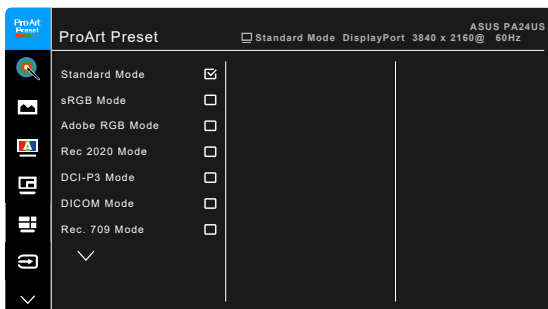 ProArt
Preset
ProArt Preset
ASUS PA24US
Standard Mode DisplayPort 3840 x 2160@ 60Hz
Standard Mode
sRGB Mode
Adobe RGB Mode
Rec 2020 Mode
DCI-P3 Mode
DICOM Mode
Rec. 709 Mode
A